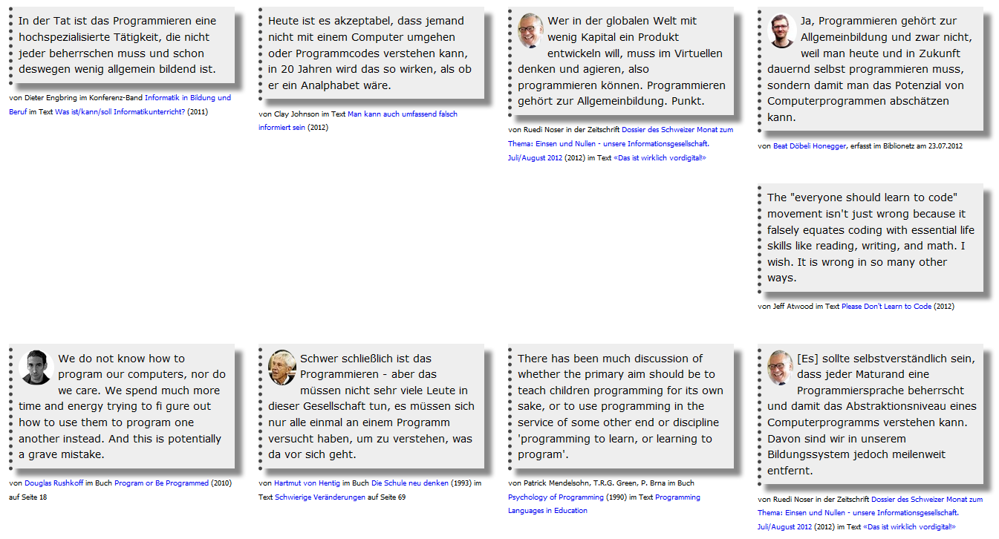 In der Tat ist das Programmieren eine
hochspezialisierte Tätigkeit, die nicht
jeder beherrschen muss und schon
deswegen wenig allgemein bildend ist.
von Dieter Engbring im Konferenz-Band Informatik in Bildung und
Beruf im Text Was ist/kann/soll Informatikunterricht? (2011)
Heute ist es akzeptabel, dass jemand
nicht mit einem Computer umgehen
oder Programmcodes verstehen kann,
in 20 Jahren wird das so wirken, als ob
er ein Analphabet wäre.
von Clay Johnson im Text Man kann auch umfassend falsch
informiert sein (2012)
Wer in der globalen Welt mit
wenig Kapital ein Produkt
entwickeln will, muss im Virtuellen
denken und agieren, also
programmieren können. Programmieren
gehört zur Allgemeinbildung. Punkt.
von Ruedi Noser in der Zeitschrift Dossier des Schweizer Monat zum
Thema: Einsen und Nullen - unsere Informationsgesellschaft.
Juli/August 2012 (2012) im Text «Das ist wirklich vordigital!»
Ja, Programmieren gehört zur
Allgemeinbildung und zwar nicht,
weil man heute und in Zukunft
dauernd selbst programmieren muss,
sondern damit man das Potenzial von
Computerprogrammen abschätzen
kann.
von Beat Döbeli Honegger, erfasst im Biblionetz am 23.07.2012
The "everyone should learn to code"
movement isn't just wrong because it
falsely equates coding with essential life
skills like reading, writing, and math. I
wish. It is wrong in so many other
ways.
von Jeff Atwood im Text Please Don't Learn to Code (2012)
We do not know how to
program our computers, nor do
we care. We spend much more
time and energy trying to fi gure out
how to use them to program one
another instead. And this is potentially
a grave mistake.
von Douglas Rushkoff im Buch Program or Be Programmed (2010)
auf Seite 18
Schwer schließlich ist das
Programmieren - aber das
müssen nicht sehr viele Leute in
dieser Gesellschaft tun, es müssen sich
nur alle einmal an einem Programm
versucht haben, um zu verstehen, was
da vor sich geht.
von Hartmut von Hentig im Buch Die Schule neu denken (1993) im
Text Schwierige Veränderungen auf Seite 69
There has been much discussion of
whether the primary aim should be to
teach children programming for its own
sake, or to use programming in the
service of some other end or discipline
'programming to learn, or learning to
program'.
von Patrick Mendelsohn, T.R.G. Green, P. Brna im Buch
Psychology of Programming (1990) im Text Programming
Languages in Education
[Es] sollte selbstverständlich sein,
dass jeder Maturand eine
Programmiersprache beherrscht
und damit das Abstraktionsniveau eines
Computerprogramms verstehen kann.
Davon sind wir in unserem
Bildungssystem jedoch meilenweit
entfernt.
von Ruedi Noser in der Zeitschrift Dossier des Schweizer Monat zum
Thema: Einsen und Nullen - unsere Informationsgesellschaft.
Juli/August 2012 (2012) im Text «Das ist wirklich vordigital!»